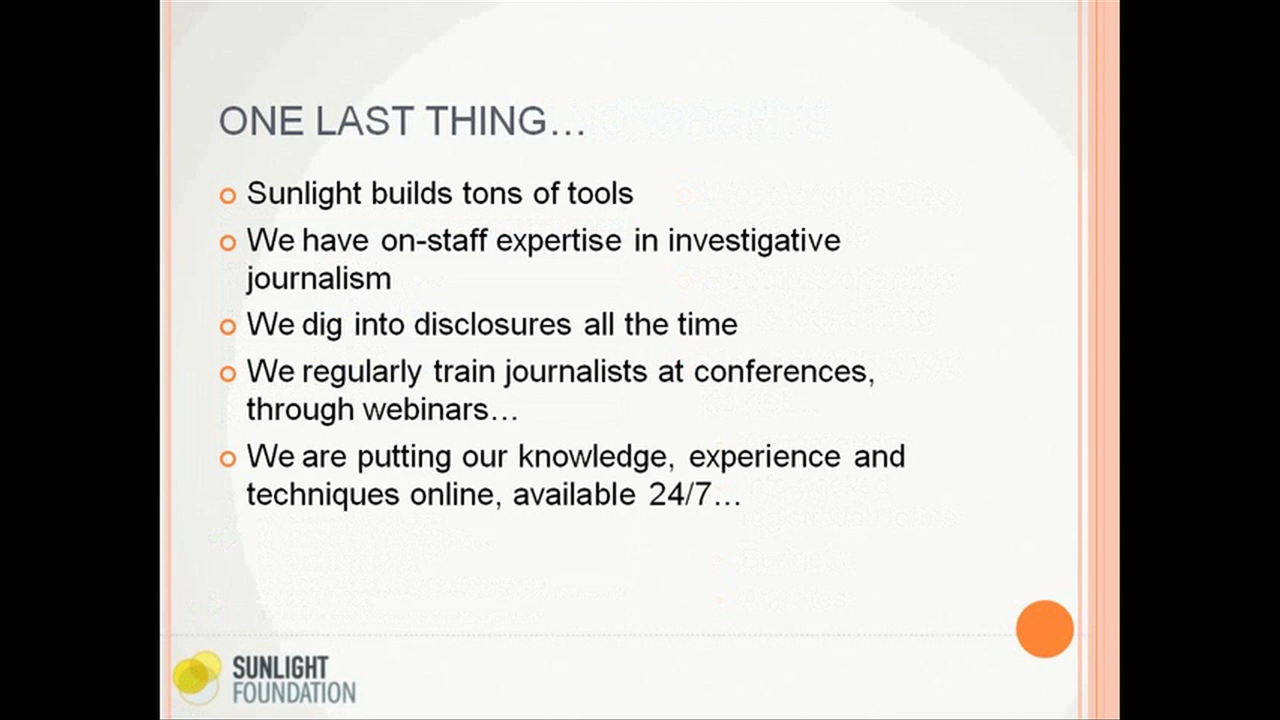 ONE LAST THING…
Sunlight builds tons of tools
We have on-staff expertise in investigative
journalism
We dig into disclosures all the time
We regularly train journalists at conferences,
through webinars…
We are putting our knowledge, experience and
techniques online, available 24/7…
SUNLIGHT
FOUNDATION